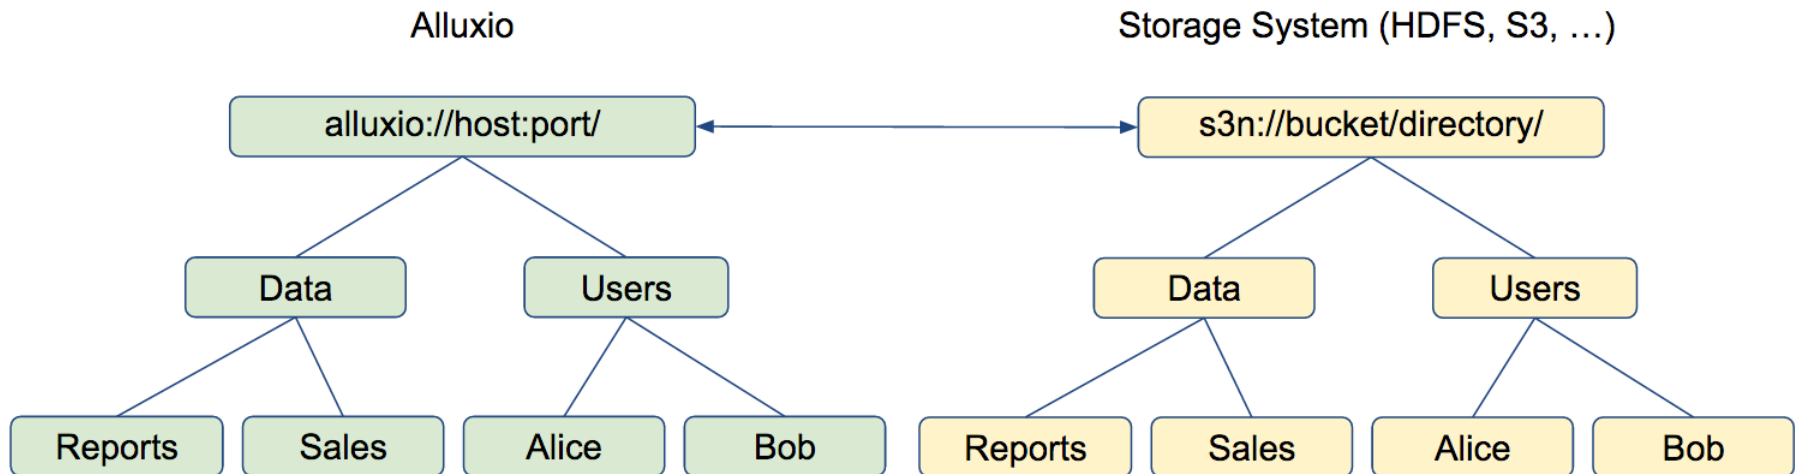 Alluxio
Storage System (HDFS, S3, …)
alluxio://host:port/
s3n://bucket/directory/
Data
Users
Data
Users
Reports
Sales
Alice
Bob
Reports
Sales
Alice
Bob